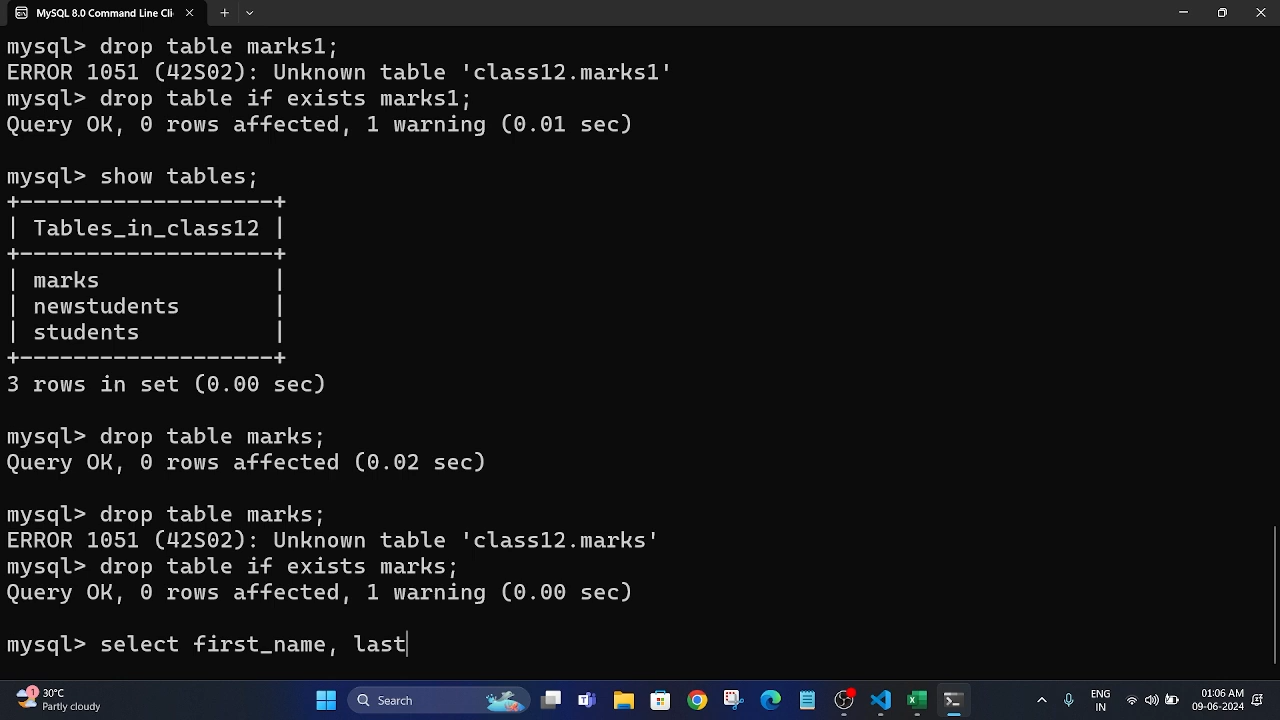 MySQL 8.0 Command Line Cli
mysql> drop table marks1;
ERROR 1051 (42S02): Unknown table 'class12.marks1'
mysql> drop table if exists marks1;
Query OK, 0 rows affected, 1 warning (0.01 sec)
mysql> show tables;
+-------------------+
| Tables_in_class12 |
+-------------------+
| marks             |
| newstudents       |
| students          |
+-------------------+
3 rows in set (0.00 sec)
mysql> drop table marks;
Query OK, 0 rows affected (0.02 sec)
mysql> drop table marks;
ERROR 1051 (42S02): Unknown table 'class12.marks'
mysql> drop table if exists marks;
Query OK, 0 rows affected, 1 warning (0.00 sec)
mysql> select first_name, last
1
30°C
Partly cloudy
Search
ENG
IN
01:06 AM
09-06-2024